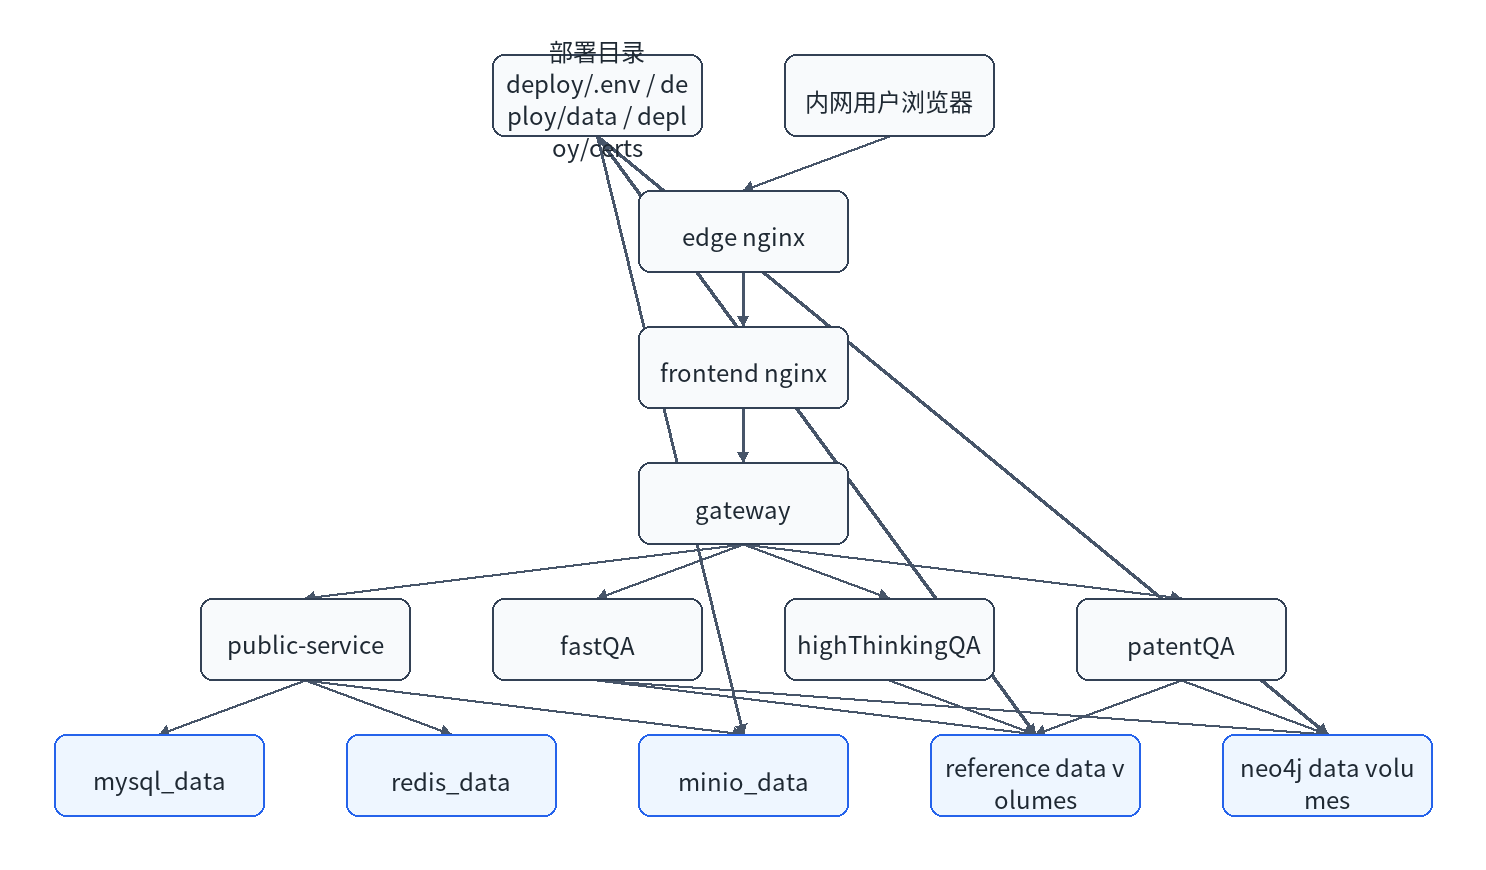 部署目录
deploy/.env / de
ploy/data / depl
oy/certs
内网用户浏览器
edge nginx
frontend nginx
gateway
public-service
fastQA
highThinkingQA
patentQA
mysql_data
redis_data
minio_data
reference data v
olumes
neo4j data volu
mes